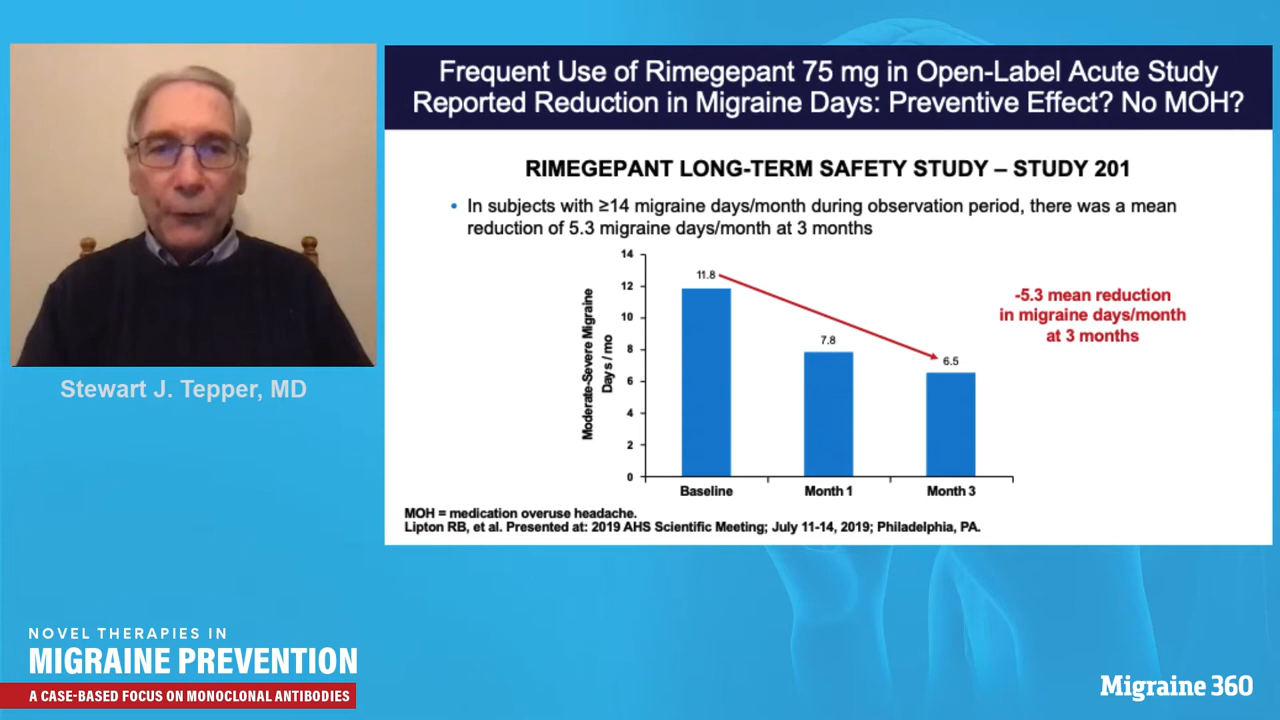 Frequent Use of Rimegepant 75 mg in Open-Label Acute Study
Reported Reduction in Migraine Days: Preventive Effect? No MOH?
RIMEGEPANT LONG-TERM SAFETY STUDY – STUDY 201
• In subjects with ≥14 migraine days/month during observation period, there was a mean
reduction of 5.3 migraine days/month at 3 months
Moderate-Severe Migraine
Days / mo
14
12
10
8
6
4
2
0
11.8
7.8
6.5
Baseline
Month 1
Month 3
-5.3 mean reduction
in migraine days/month
at 3 months
MOH = medication overuse headache.
Lipton RB, et al. Presented at: 2019 AHS Scientific Meeting; July 11-14, 2019; Philadelphia, PA.
Stewart J. Tepper, MD
NOVEL THERAPIES IN
MIGRAINE PREVENTION
A CASE-BASED FOCUS ON MONOCLONAL ANTIBODIES
Migraine 360